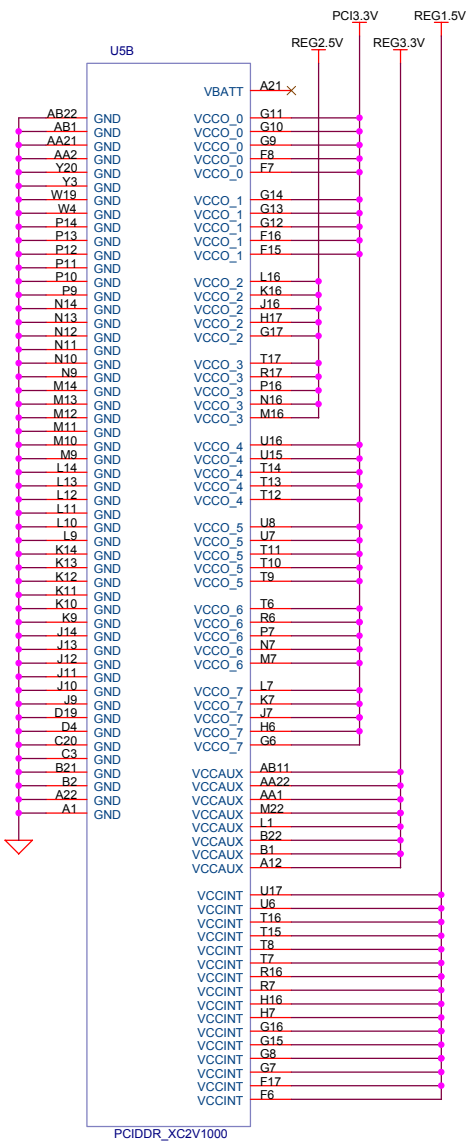 PCI3.3V REG1.5V
REG2.5V REG3.3V
U5B
VBATT A21
AB22 GND VCCO_0 G11
AB1 GND VCCO_0 G10
AA21 GND VCCO_0 G9
AA2 GND VCCO_0 F8
Y20 GND VCCO_0 F7
Y3 GND
W19 GND VCCO_1 G14
W4 GND VCCO_1 G13
P14 GND VCCO_1 G12
P13 GND VCCO_1 F16
P12 GND VCCO_1 F15
P11 GND
P10 GND VCCO_2 L16
P9 GND VCCO_2 K16
N14 GND VCCO_2 J16
N13 GND VCCO_2 H17
N12 GND VCCO_2 G17
N11 GND
N10 GND VCCO_3 T17
N9 GND VCCO_3 R17
M14 GND VCCO_3 P16
M13 GND VCCO_3 N16
M12 GND VCCO_3 M16
M11 GND
M10 GND VCCO_4 U16
M9 GND VCCO_4 U15
L14 GND VCCO_4 T14
L13 GND VCCO_4 T13
L12 GND VCCO_4 T12
L11 GND
L10 GND VCCO_5 U8
L9 GND VCCO_5 U7
K14 GND VCCO_5 T11
K13 GND VCCO_5 T10
K12 GND VCCO_5 T9
K11 GND
K10 GND VCCO_6 T6
K9 GND VCCO_6 R6
J14 GND VCCO_6 P7
J13 GND VCCO_6 N7
J12 GND VCCO_6 M7
J11 GND
J10 GND VCCO_7 L7
J9 GND VCCO_7 K7
D19 GND VCCO_7 J7
D4 GND VCCO_7 H6
C20 GND VCCO_7 G6
C3 GND
B21 GND VCCAUX AB11
B2 GND VCCAUX AA22
A22 GND VCCAUX AA1
A1 GND VCCAUX M22
VCCAUX L1
VCCAUX B22
VCCAUX B1
VCCAUX A12
VCCINT U17
VCCINT U6
VCCINT T16
VCCINT T15
VCCINT T8
VCCINT T7
VCCINT R16
VCCINT R7
VCCINT H16
VCCINT H7
VCCINT G16
VCCINT G15
VCCINT G8
VCCINT G7
VCCINT F17
VCCINT F6
PCIDDR_XC2V1000